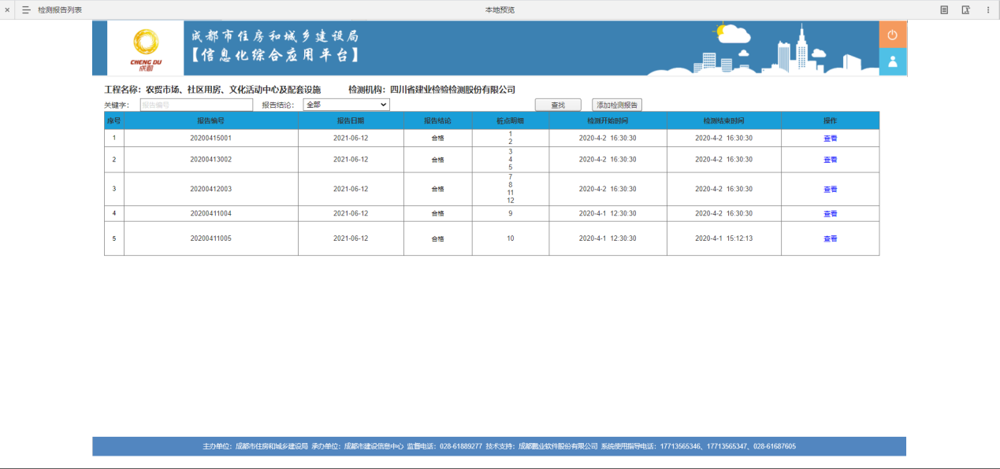 × 检测报告列表 本地预览
CHENG DU
成都
成都市住房和城乡建设局
【信息化综合应用平台】
工程名称：农贸市场、社区用房、文化活动中心及配套设施 检测机构：四川省建业检验检测股份有限公司
关键字： 报告编号 报告结论： 全部 查找 添加检测报告
序号 报告编号 报告日期 报告结论 桩点明细 检测开始时间 检测结束时间 操作
1 20200415001 2021-06-12 合格 1 2 2020-4-2 16:30:30 2020-4-2 16:30:30 查看
2 20200413002 2021-06-12 合格 3 4 5 2020-4-2 16:30:30 2020-4-2 16:30:30 查看
3 20200412003 2021-06-12 合格 7 8 11 12 2020-4-2 16:30:30 2020-4-2 16:30:30 查看
4 20200411004 2021-06-12 合格 9 2020-4-1 12:30:30 2020-4-2 16:30:30 查看
5 20200411005 2021-06-12 合格 10 2020-4-1 12:30:30 2020-4-1 15:12:13 查看
主办单位：成都市住房和城乡建设局 承办单位：成都市建设信息中心 监督电话：028-61889277 技术支持：成都鹏业软件股份有限公司 系统使用指导电话：17713565346、17713565347、028-61687605